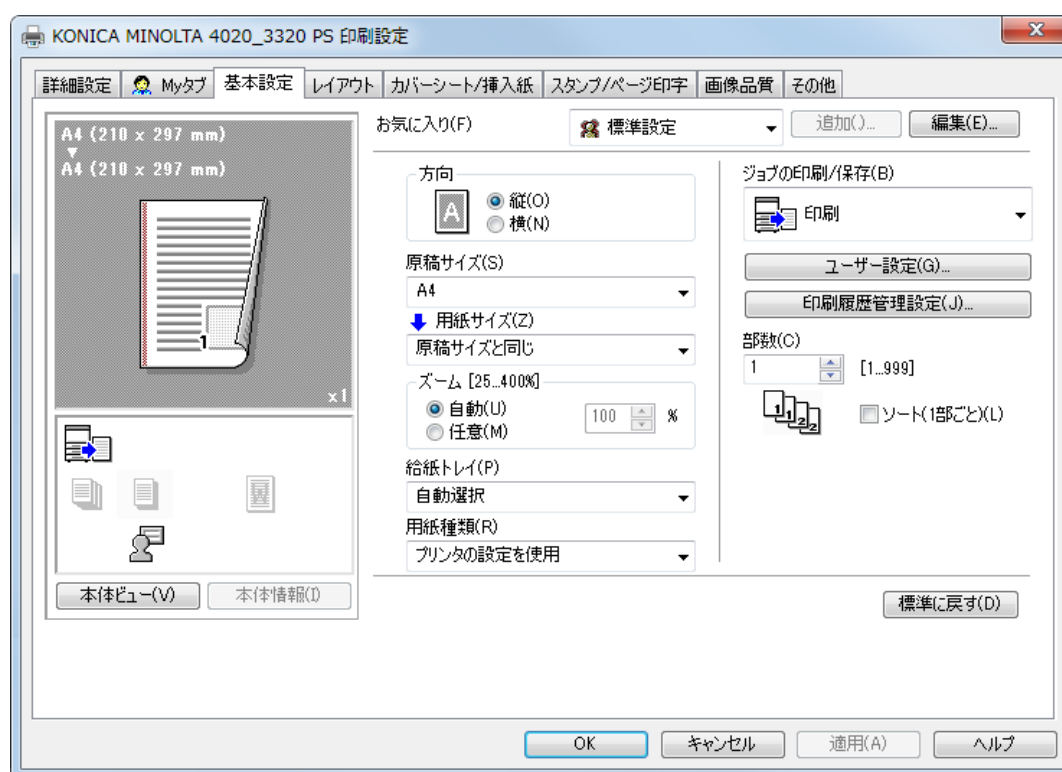 KONICA MINOLTA 4020_3320 PS 印刷設定
詳細設定 Myタブ 基本設定 レイアウト カバーシート/挿入紙 スタンプ/ページ印字 画像品質 その他
A4 (210 x 297 mm)
A4 (210 x 297 mm)
1
x1
本体ビュー(V) 本体情報(I)
お気に入り(F) 標準設定 追加()... 編集(E)...
方向
A
縦(O)
横(N)
原稿サイズ(S)
A4
用紙サイズ(Z)
原稿サイズと同じ
ズーム [25...400%]
自動(U)
任意(M)
100 %
給紙トレイ(P)
自動選択
用紙種類(R)
プリンタの設定を使用
ジョブの印刷/保存(B)
印刷
ユーザー設定(G)...
印刷履歴管理設定(J)...
部数(C)
1 [1...999]
1 1 2 2 ソート(1部ごと)(L)
標準に戻す(D)
OK キャンセル 適用(A) ヘルプ